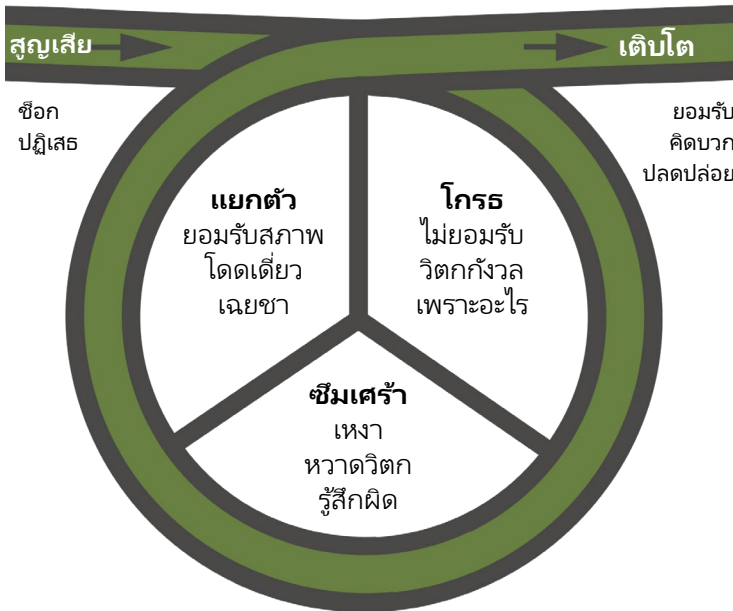 สูญเสีย
เติบโต
ช็อก
ปฏิเสธ
ยอมรับ
คิดบวก
ปลดปล่อย
แยกตัว
ยอมรับสภาพ
โดดเดี่ยว
เฉยชา
โกรธ
ไม่ยอมรับ
วิตกกังวล
เพราะอะไร
ซึมเศร้า
เหงา
หวาดวิตก
รู้สึกผิด